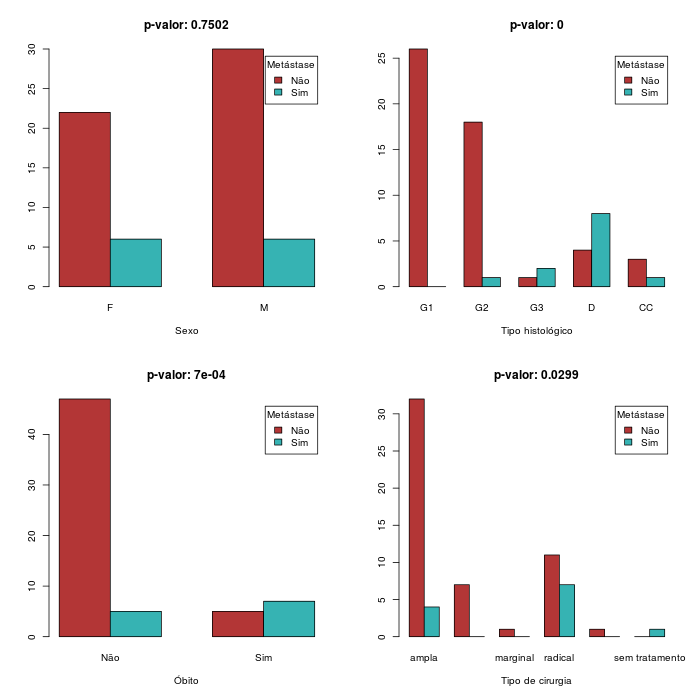 p-valor: 0.7502
30
25
20
15
10
5
0
Metástase
Não
Sim
F M
Sexo
p-valor: 0
25
20
15
10
5
0
Metástase
Não
Sim
G1 G2 G3 D CC
Tipo histológico
p-valor: 7e-04
40
30
20
10
0
Metástase
Não
Sim
Não Sim
Óbito
p-valor: 0.0299
30
25
20
15
10
5
0
Metástase
Não
Sim
ampla marginal radical sem tratamento
Tipo de cirurgia